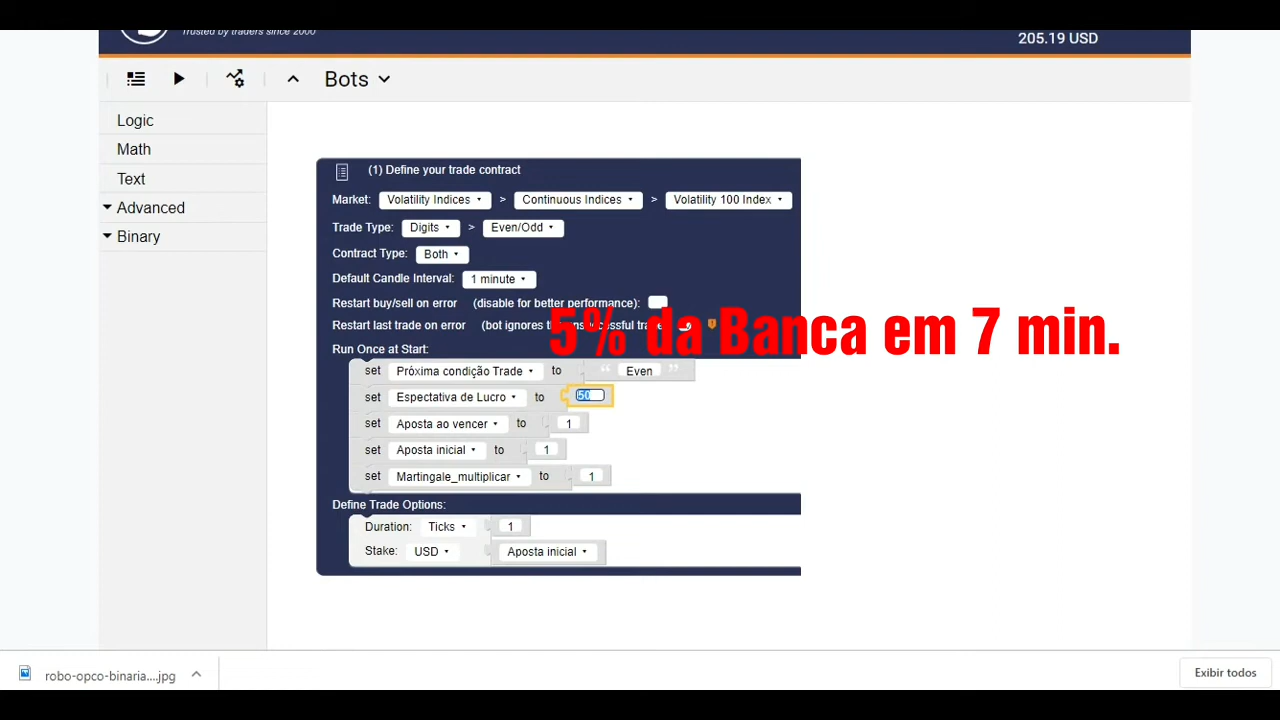 Trusted by traders since 2000
205.19 USD
Bots
Logic
Math
Text
Advanced
Binary
(1) Define your trade contract
Market: Volatility Indices > Continuous Indices > Volatility 100 Index
Trade Type: Digits > Even/Odd
Contract Type: Both
Default Candle Interval: 1 minute
Restart buy/sell on error (disable for better performance):
Restart last trade on error (bot ignores the unsuccessful trade):
5% da Banca em 7 min.
Run Once at Start:
set Próxima condição Trade to “ Even ”
set Espectativa de Lucro to 50
set Aposta ao vencer to 1
set Aposta inicial to 1
set Martingale_multiplicar to 1
Define Trade Options:
Duration: Ticks 1
Stake: USD Aposta inicial
robo-opco-binaria....jpg
Exibir todos